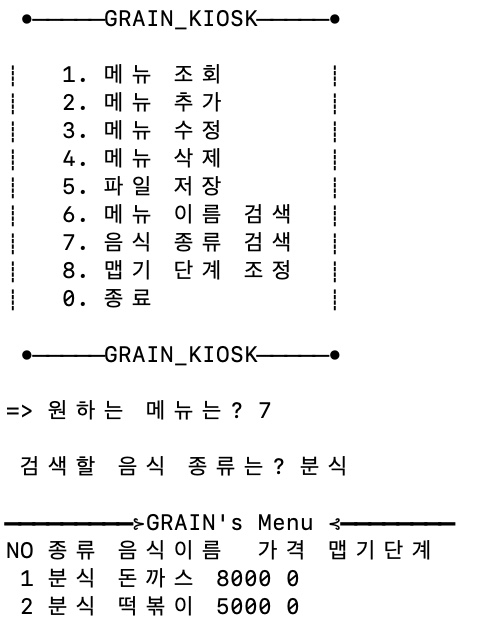 ●─────GRAIN_KIOSK─────●
┊ 1. 메뉴 조회 ┊
┊ 2. 메뉴 추가 ┊
┊ 3. 메뉴 수정 ┊
┊ 4. 메뉴 삭제 ┊
┊ 5. 파일 저장 ┊
┊ 6. 메뉴 이름 검색 ┊
┊ 7. 음식 종류 검색 ┊
┊ 8. 맵기 단계 조정 ┊
┊ 0. 종료 ┊
●─────GRAIN_KIOSK─────●
=> 원하는 메뉴는? 7
검색할 음식 종류는? 분식
━━━━━━━━━⊱GRAIN's Menu ⊰━━━━━━━━
NO 종류 음식이름 가격 맵기단계
1 분식 돈까스 8000 0
2 분식 떡볶이 5000 0